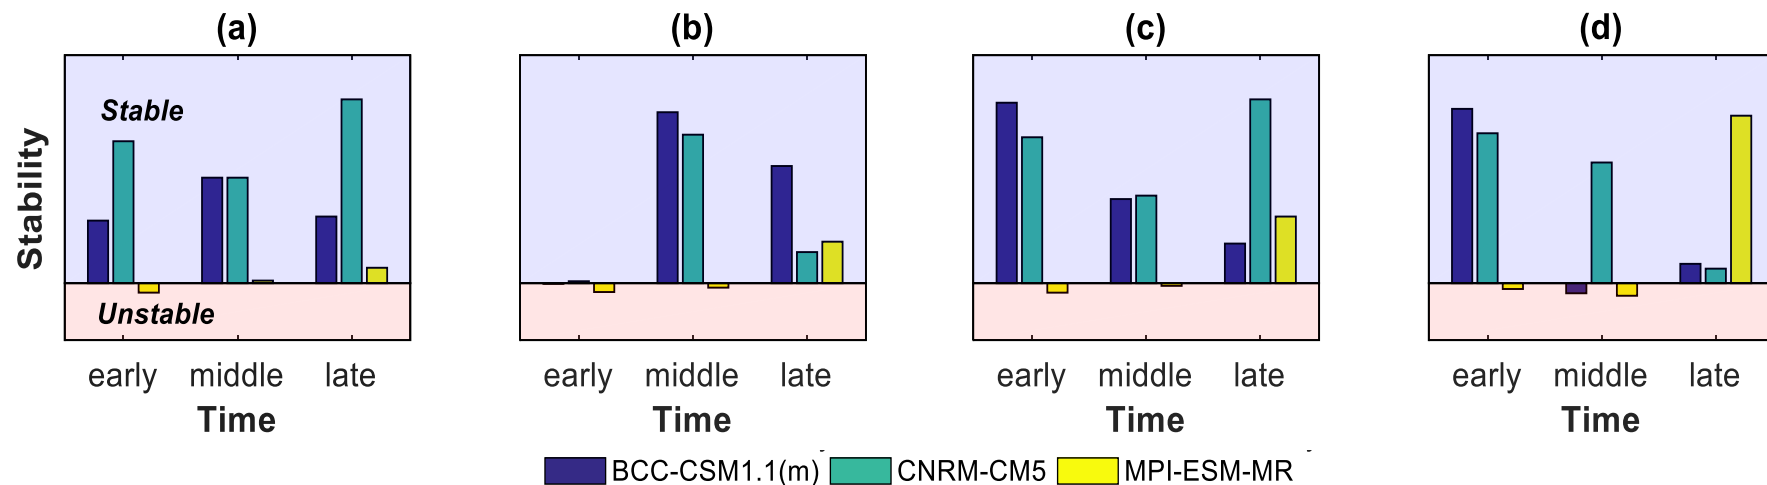 (a)
(b)
(c)
(d)
Stability
Stable
Unstable
early middle late
early middle late
early middle late
early middle late
Time
Time
Time
Time
BCC-CSM1.1(m) CNRM-CM5 MPI-ESM-MR